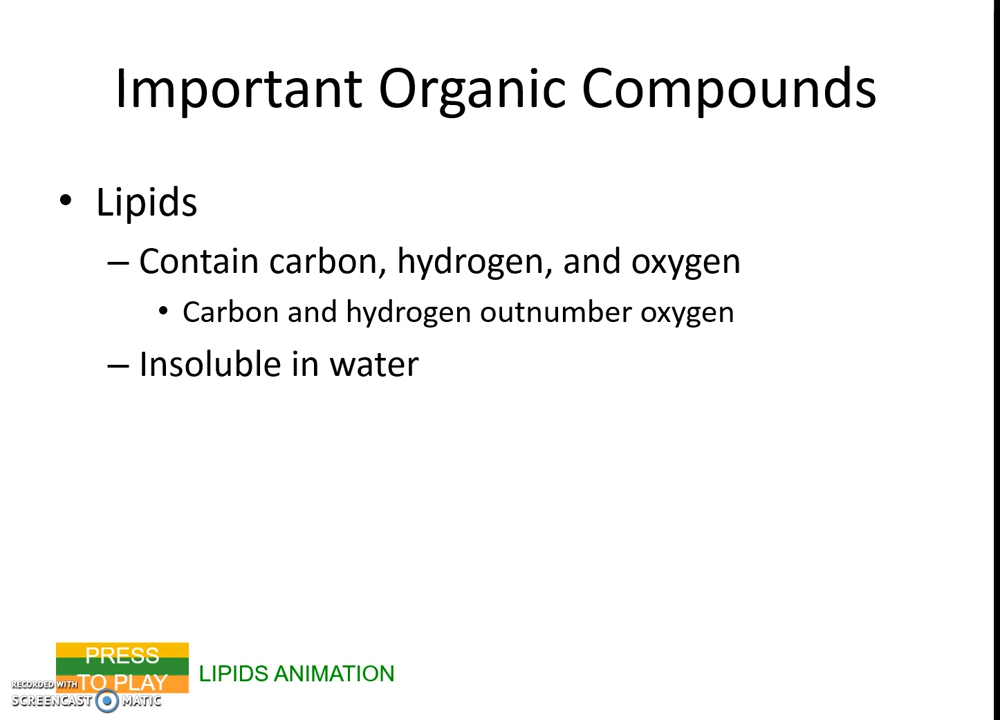 Important Organic Compounds
• Lipids
– Contain carbon, hydrogen, and oxygen
• Carbon and hydrogen outnumber oxygen
– Insoluble in water
PRESS
TO PLAY
LIPIDS ANIMATION
RECORDED WITH
SCREENCAST MATIC